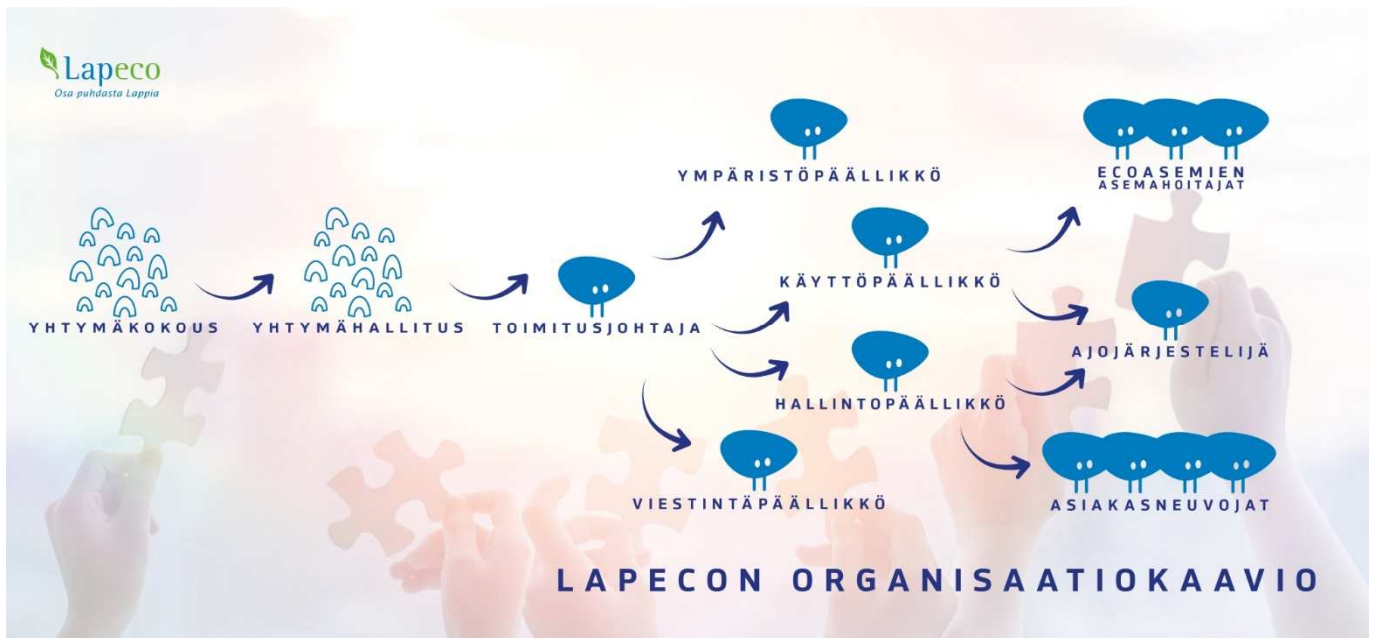 Lapeco
Osa puhdasta Lappia
YMPÄRISTÖPÄÄLLIKKÖ
ECOASEMIEN
ASEMAHOITAJAT
KÄYTTÖPÄÄLLIKKÖ
YHTYMÄKOKOUS
YHTYMÄHALLITUS
TOIMITUSJOHTAJA
AJOJÄRJESTELIJÄ
HALLINTOPÄÄLLIKKÖ
VIESTINTÄPÄÄLLIKKÖ
ASIAKASNEUVOJAT
LAPECON ORGANISAATIOKAAVIO